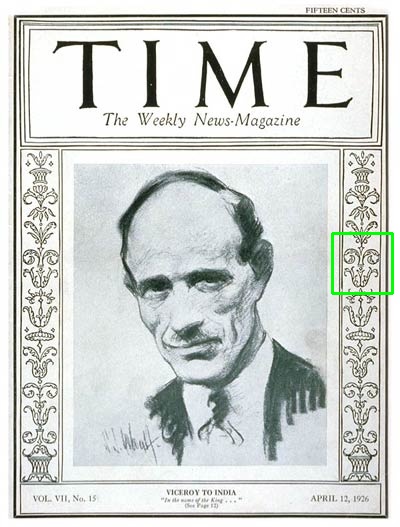 FIFTEEN CENTS
TIME
The Weekly News-Magazine
VOL. VII, No. 15
VICEROY TO INDIA
"In the name of the King . . ."
(See Page 12)
APRIL 12, 1926